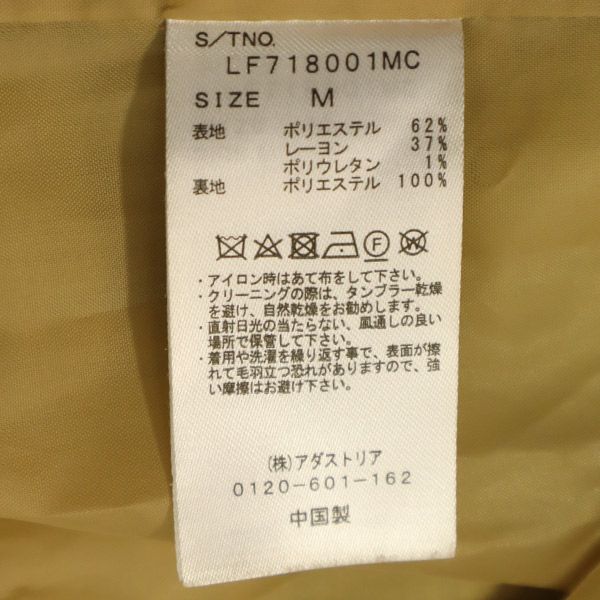 S/TNO.
LF718001MC
SIZE M
表地 ポリエステル 62%
レーヨン 37%
ポリウレタン 1%
裏地 ポリエステル 100%
F W
・アイロン時はあて布をして下さい。
・クリーニングの際は、タンブラー乾燥
を避け、自然乾燥をお勧めします。
・直射日光の当たらない、風通しの良い
場所で保管して下さい。
・着用や洗濯を繰り返す事で、表面が擦
れて毛羽立つ恐れがありますので、強
い摩擦はお避け下さい。
(株)アダストリア
0120-601-162
中国製